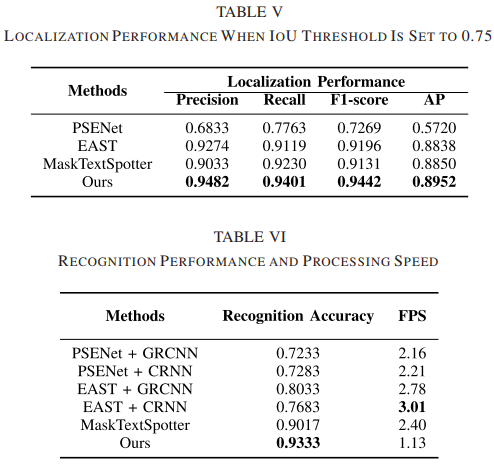 TABLE V
LOCALIZATION PERFORMANCE WHEN IOU THRESHOLD IS SET TO 0.75
Methods Localization Performance
Precision Recall F1-score AP
PSENet 0.6833 0.7763 0.7269 0.5720
EAST 0.9274 0.9119 0.9196 0.8838
MaskTextSpotter 0.9033 0.9230 0.9131 0.8850
Ours 0.9482 0.9401 0.9442 0.8952
TABLE VI
RECOGNITION PERFORMANCE AND PROCESSING SPEED
Methods Recognition Accuracy FPS
PSENet + GRCNN 0.7233 2.16
PSENet + CRNN 0.7283 2.21
EAST + GRCNN 0.8033 2.78
EAST + CRNN 0.7683 3.01
MaskTextSpotter 0.9017 2.40
Ours 0.9333 1.13